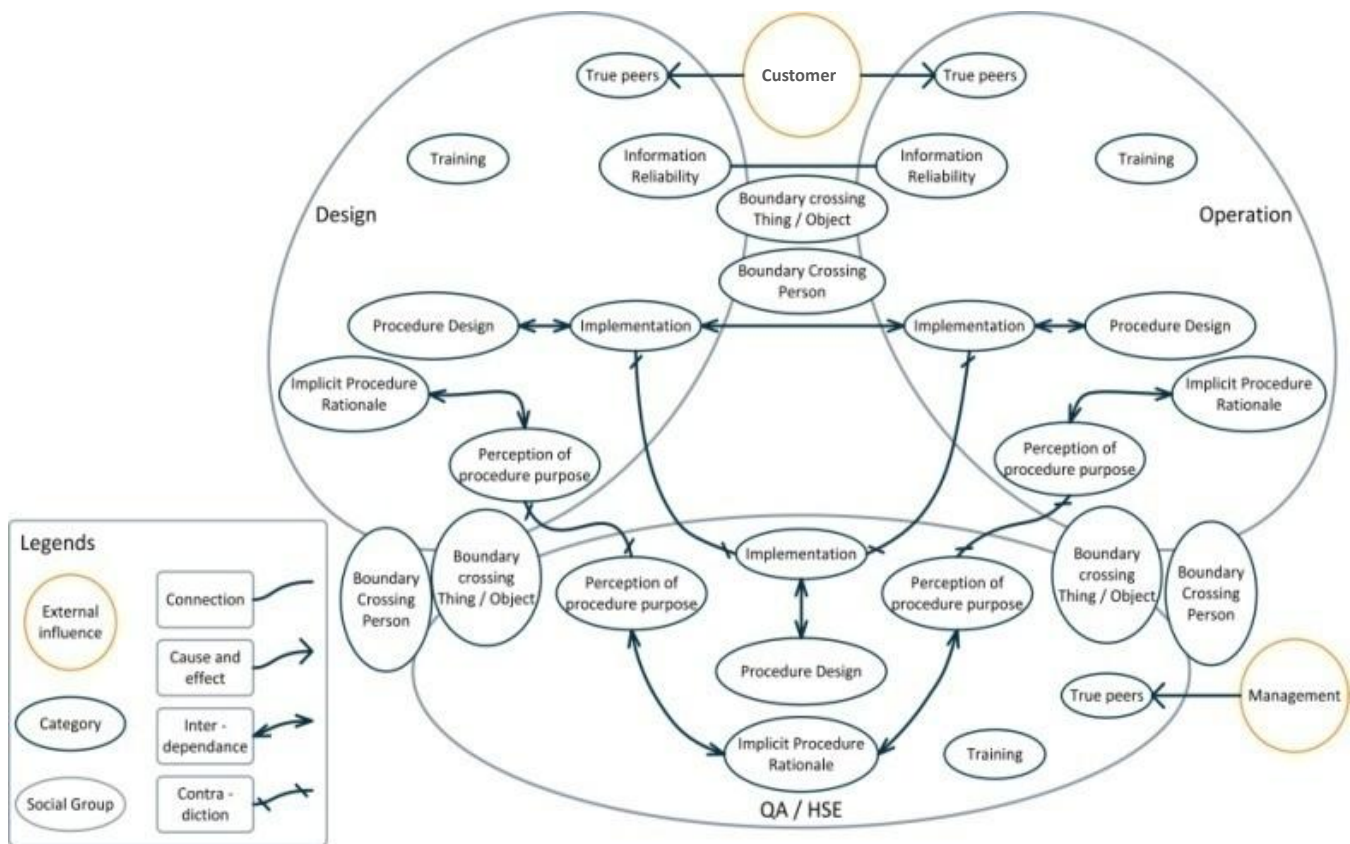 True peers
Customer
True peers
Training
Information
Reliability
Information
Reliability
Training
Boundary crossing
Thing / Object
Design
Operation
Boundary Crossing
Person
Procedure Design
Implementation
Implementation
Procedure Design
Implicit Procedure
Rationale
Implicit Procedure
Rationale
Perception of
procedure purpose
Perception of
procedure purpose
Boundary
Crossing
Person
Boundary
crossing
Thing / Object
Perception of
procedure purpose
Implementation
Perception of
procedure purpose
Boundary
crossing
Thing / Object
Boundary
Crossing
Person
Procedure Design
True peers
Management
Implicit Procedure
Rationale
Training
QA / HSE
Legends
External
influence
Connection
Cause and
effect
Category
Inter -
dependance
Social Group
Contra -
diction